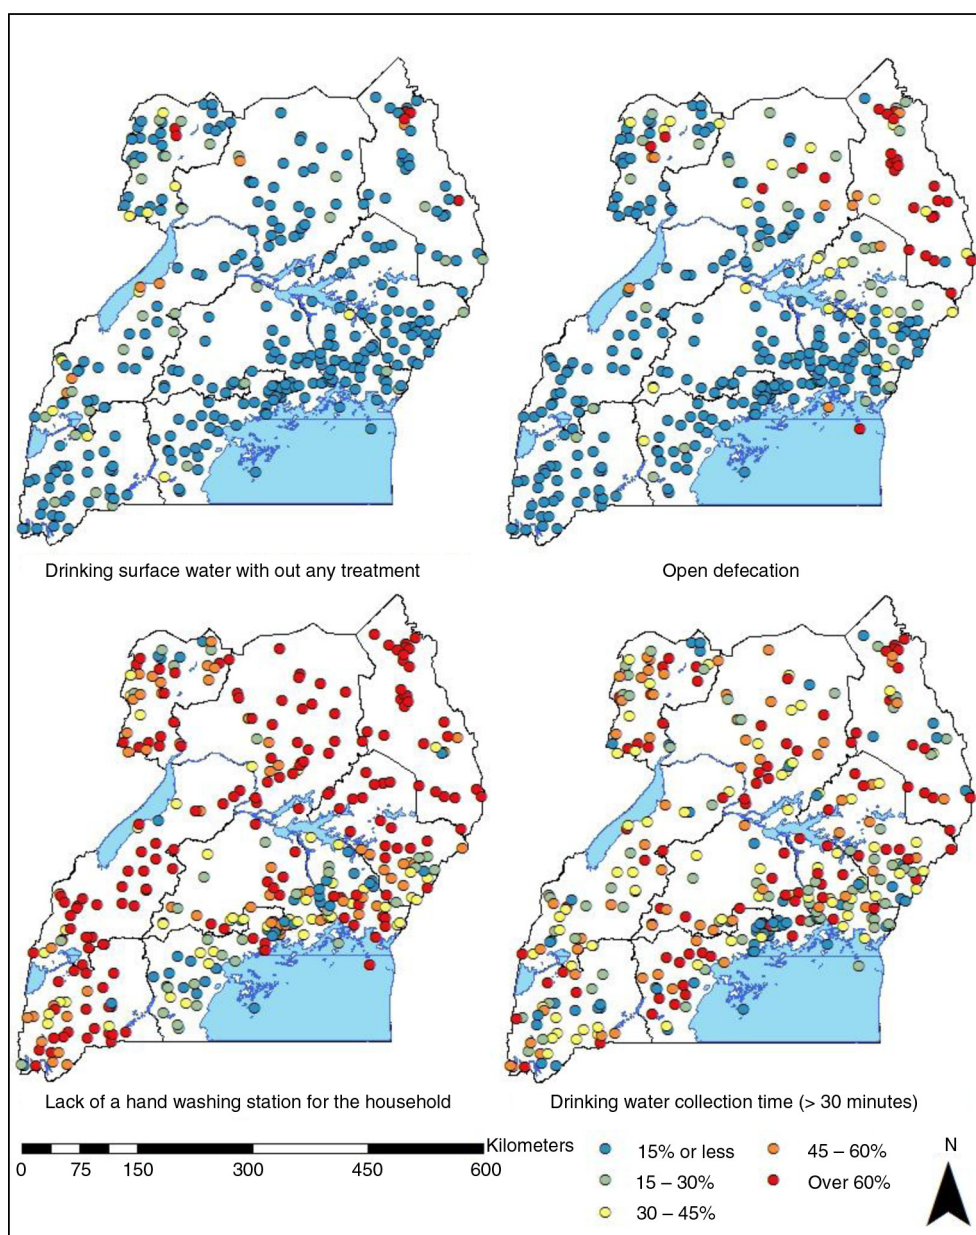 Drinking surface water with out any treatment
Open defecation
Lack of a hand washing station for the household
Drinking water collection time (> 30 minutes)
Kilometers
0 75 150 300 450 600
15% or less
15 – 30%
30 – 45%
45 – 60%
Over 60%
N